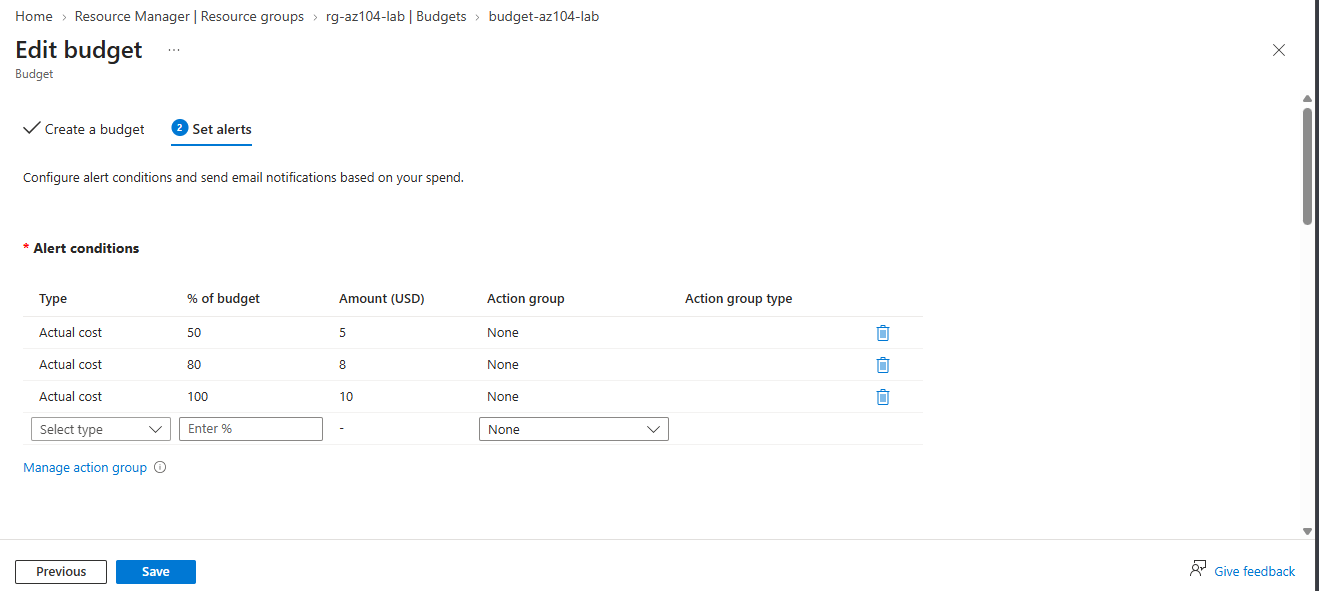 Home > Resource Manager | Resource groups > rg-az104-lab | Budgets > budget-az104-lab
Edit budget ...
Budget
Create a budget 2 Set alerts
Configure alert conditions and send email notifications based on your spend.
* Alert conditions
Type % of budget Amount (USD) Action group Action group type
Actual cost 50 5 None
Actual cost 80 8 None
Actual cost 100 10 None
Select type Enter % - None
Manage action group
Previous Save Give feedback